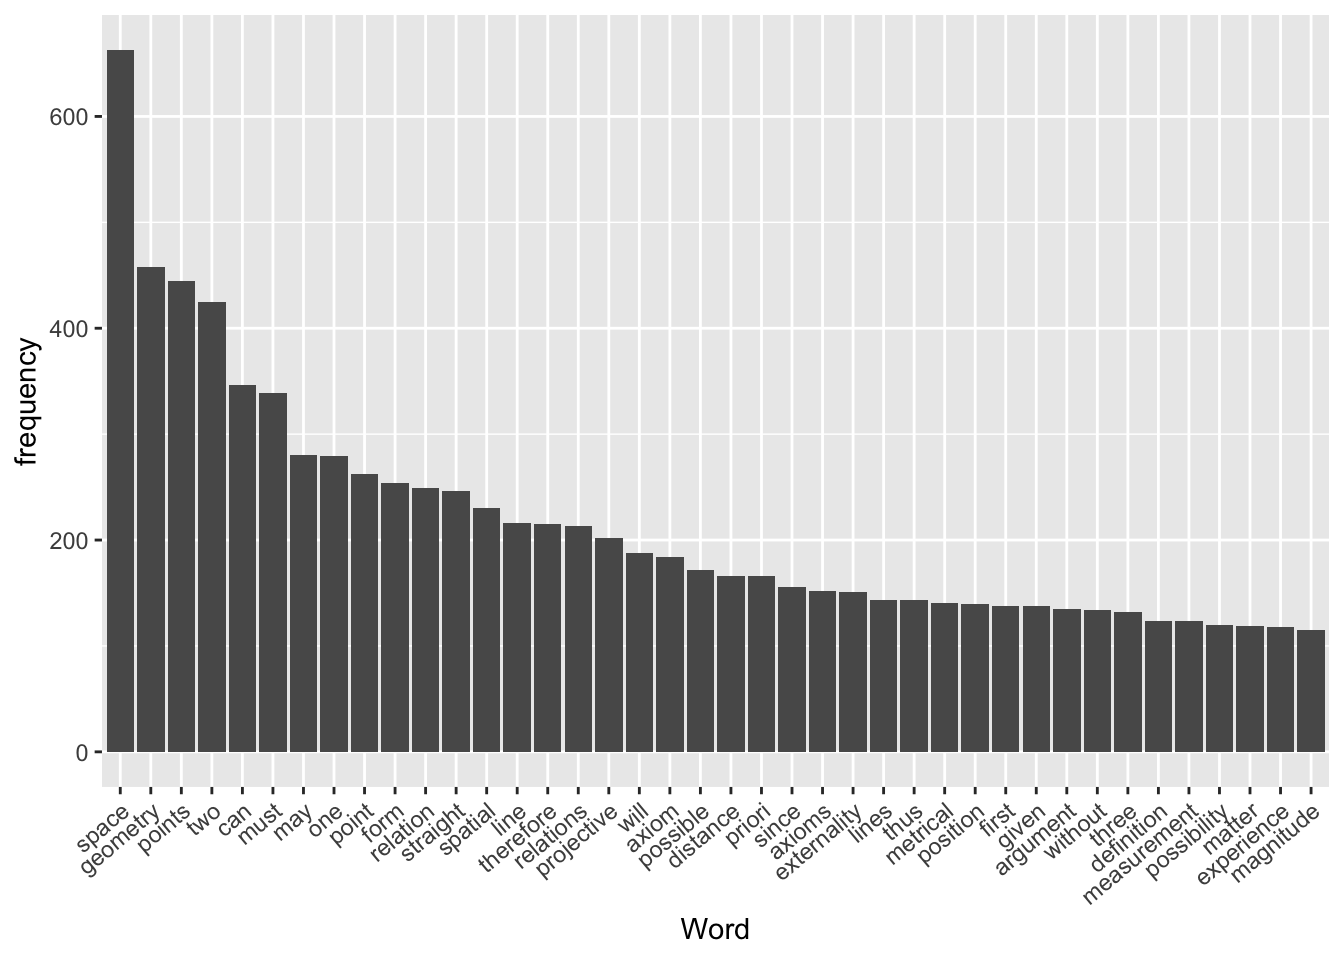 frequency
600
400
200
0
space
geometry
points
two
can
must
may
one
point
form
relation
straight
spatial
line
therefore
relations
projective
will
axiom
possible
distance
priori
since
axioms
externality
lines
thus
metrical
position
first
given
argument
without
three
definition
measurement
possibility
matter
experience
magnitude
Word